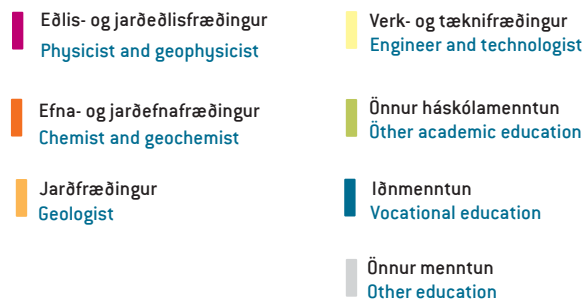 Eðlis- og jarðeðlisfræðingur
Physicist and geophysicist
Efna- og jarðefnafræðingur
Chemist and geochemist
Jarðfræðingur
Geologist
Verk- og tæknifræðingur
Engineer and technologist
Önnur háskólamenntun
Öther academic education
Iðnmenntun
Vocational education
Önnur menntun
Other education